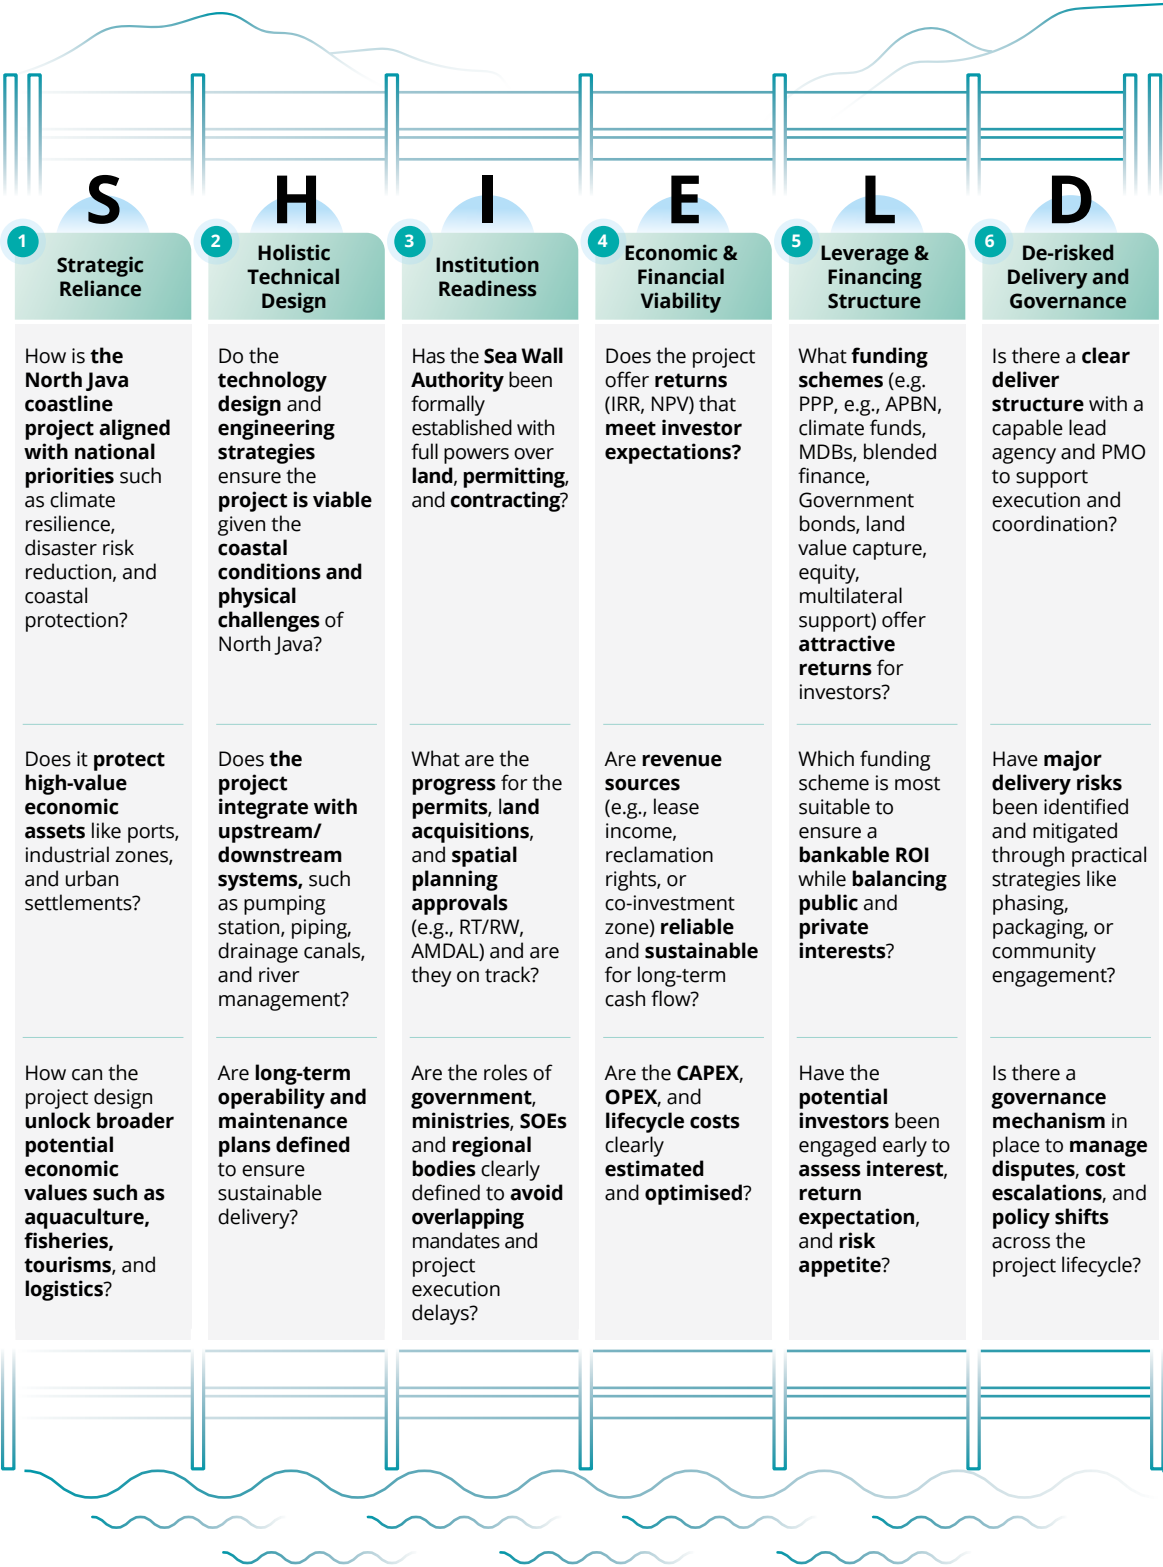 S
1
Strategic
Reliance
How is the
North Java
coastline
project aligned
with national
priorities such
as climate
resilience,
disaster risk
reduction, and
coastal
protection?
Does it protect
high-value
economic
assets like ports,
industrial zones,
and urban
settlements?
How can the
project design
unlock broader
potential
economic
values such as
aquaculture,
fisheries,
tourisms, and
logistics?
H
2
Holistic
Technical
Design
Do the
technology
design and
engineering
strategies
ensure the
project is viable
given the
coastal
conditions and
physical
challenges of
North Java?
Does the
project
integrate with
upstream/
downstream
systems, such
as pumping
station, piping,
drainage canals,
and river
management?
Are long-term
operability and
maintenance
plans defined
to ensure
sustainable
delivery?
I
3
Institution
Readiness
Has the Sea Wall
Authority been
formally
established with
full powers over
land, permitting,
and contracting?
What are the
progress for the
permits, land
acquisitions,
and spatial
planning
approvals
(e.g., RT/RW,
AMDAL) and are
they on track?
Are the roles of
government,
ministries, SOEs
and regional
bodies clearly
defined to avoid
overlapping
mandates and
project
execution
delays?
E
4
Economic &
Financial
Viability
Does the project
offer returns
(IRR, NPV) that
meet investor
expectations?
Are revenue
sources
(e.g., lease
income,
reclamation
rights, or
co-investment
zone) reliable
and sustainable
for long-term
cash flow?
Are the CAPEX,
OPEX, and
lifecycle costs
clearly
estimated
and optimised?
L
5
Leverage &
Financing
Structure
What funding
schemes (e.g.
PPP, e.g., APBN,
climate funds,
MDBs, blended
finance,
Government
bonds, land
value capture,
equity,
multilateral
support) offer
attractive
returns for
investors?
Which funding
scheme is most
suitable to
ensure a
bankable ROI
while balancing
public and
private
interests?
Have the
potential
investors been
engaged early to
assess interest,
return
expectation,
and risk
appetite?
D
6
De-risked
Delivery and
Governance
Is there a clear
deliver
structure with a
capable lead
agency and PMO
to support
execution and
coordination?
Have major
delivery risks
been identified
and mitigated
through practical
strategies like
phasing,
packaging, or
community
engagement?
Is there a
governance
mechanism in
place to manage
disputes, cost
escalations, and
policy shifts
across the
project lifecycle?